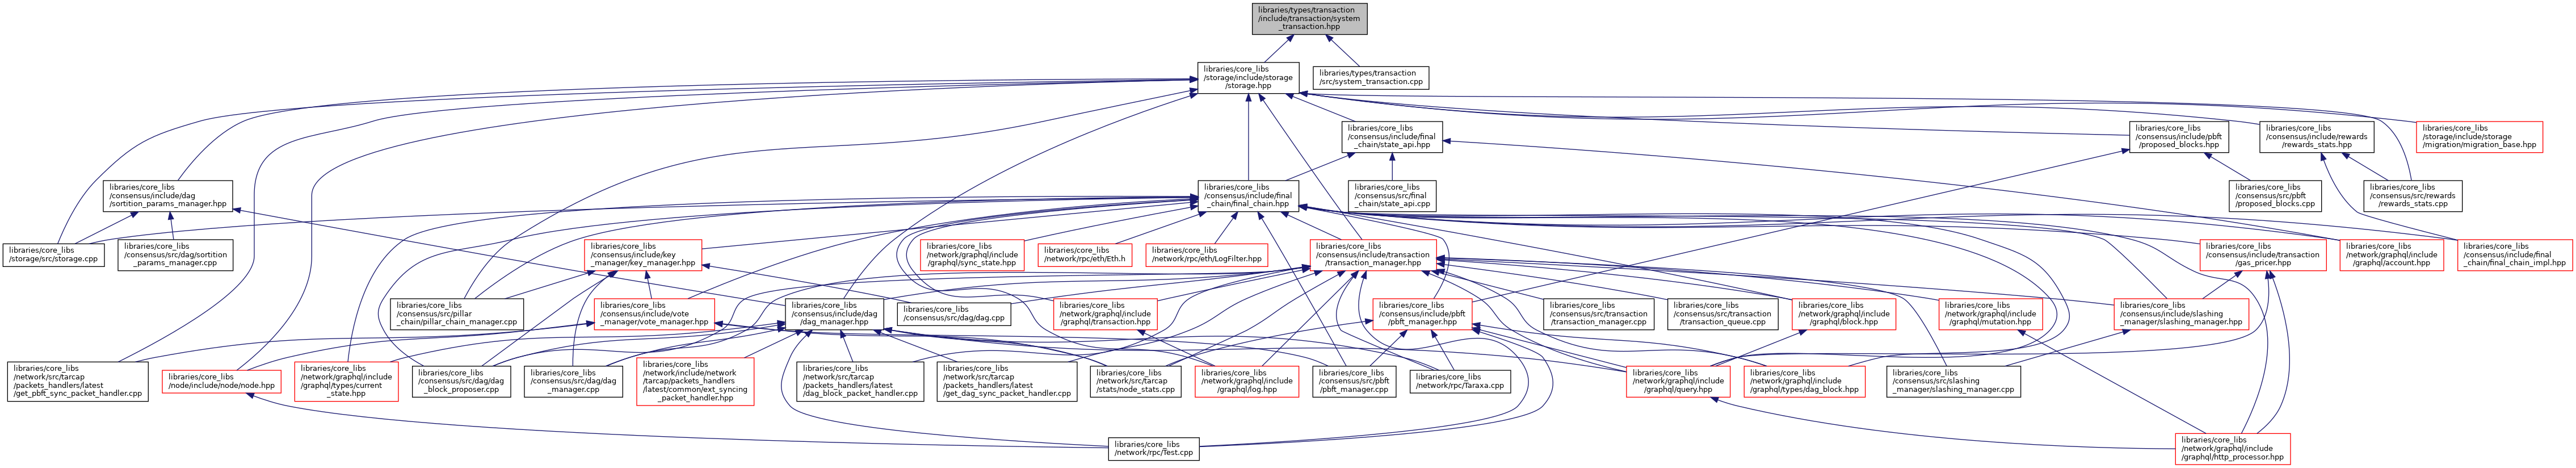 libraries/types/transaction
/include/transaction/system
_transaction.hpp
libraries/core_libs
/storage/include/storage
/storage.hpp
libraries/types/transaction
/src/system_transaction.cpp
libraries/core_libs
/consensus/include/final
_chain/state_api.hpp
libraries/core_libs
/consensus/include/pbft
/proposed_blocks.hpp
libraries/core_libs
/consensus/include/rewards
/rewards_stats.hpp
libraries/core_libs
/storage/include/storage
/migration/migration_base.hpp
libraries/core_libs
/consensus/include/dag
/sortition_params_manager.hpp
libraries/core_libs
/consensus/include/final
_chain/final_chain.hpp
libraries/core_libs
/consensus/src/final
_chain/state_api.cpp
libraries/core_libs
/consensus/src/pbft
/proposed_blocks.cpp
libraries/core_libs
/consensus/src/rewards
/rewards_stats.cpp
libraries/core_libs
/storage/src/storage.cpp
libraries/core_libs
/consensus/src/dag/sortition
_params_manager.cpp
libraries/core_libs
/consensus/include/key
_manager/key_manager.hpp
libraries/core_libs
/network/graphql/include
/graphql/sync_state.hpp
libraries/core_libs
/network/rpc/eth/Eth.h
libraries/core_libs
/network/rpc/eth/LogFilter.hpp
libraries/core_libs
/consensus/include/transaction
/transaction_manager.hpp
libraries/core_libs
/consensus/include/transaction
/gas_pricer.hpp
libraries/core_libs
/network/graphql/include
/graphql/account.hpp
libraries/core_libs
/consensus/include/final
_chain/final_chain_impl.hpp
libraries/core_libs
/consensus/src/pillar
_chain/pillar_chain_manager.cpp
libraries/core_libs
/consensus/include/vote
_manager/vote_manager.hpp
libraries/core_libs
/consensus/include/dag
/dag_manager.hpp
libraries/core_libs
/consensus/src/dag/dag.cpp
libraries/core_libs
/network/graphql/include
/graphql/transaction.hpp
libraries/core_libs
/consensus/include/pbft
/pbft_manager.hpp
libraries/core_libs
/consensus/src/transaction
/transaction_manager.cpp
libraries/core_libs
/consensus/src/transaction
/transaction_queue.cpp
libraries/core_libs
/network/graphql/include
/graphql/block.hpp
libraries/core_libs
/network/graphql/include
/graphql/mutation.hpp
libraries/core_libs
/consensus/include/slashing
_manager/slashing_manager.hpp
libraries/core_libs
/network/src/tarcap
/packets_handlers/latest
/get_pbft_sync_packet_handler.cpp
libraries/core_libs
/node/include/node/node.hpp
libraries/core_libs
/network/graphql/include
/graphql/types/current
_state.hpp
libraries/core_libs
/consensus/src/dag/dag
_block_proposer.cpp
libraries/core_libs
/consensus/src/dag/dag
_manager.cpp
libraries/core_libs
/network/include/network
/tarcap/packets_handlers
/latest/common/ext_syncing
_packet_handler.hpp
libraries/core_libs
/network/src/tarcap
/packets_handlers/latest
/dag_block_packet_handler.cpp
libraries/core_libs
/network/src/tarcap
/packets_handlers/latest
/get_dag_sync_packet_handler.cpp
libraries/core_libs
/network/src/tarcap
/stats/node_stats.cpp
libraries/core_libs
/network/graphql/include
/graphql/log.hpp
libraries/core_libs
/consensus/src/pbft
/pbft_manager.cpp
libraries/core_libs
/network/rpc/Taraxa.cpp
libraries/core_libs
/network/graphql/include
/graphql/query.hpp
libraries/core_libs
/network/graphql/include
/graphql/types/dag_block.hpp
libraries/core_libs
/consensus/src/slashing
_manager/slashing_manager.cpp
libraries/core_libs
/network/rpc/Test.cpp
libraries/core_libs
/network/graphql/include
/graphql/http_processor.hpp